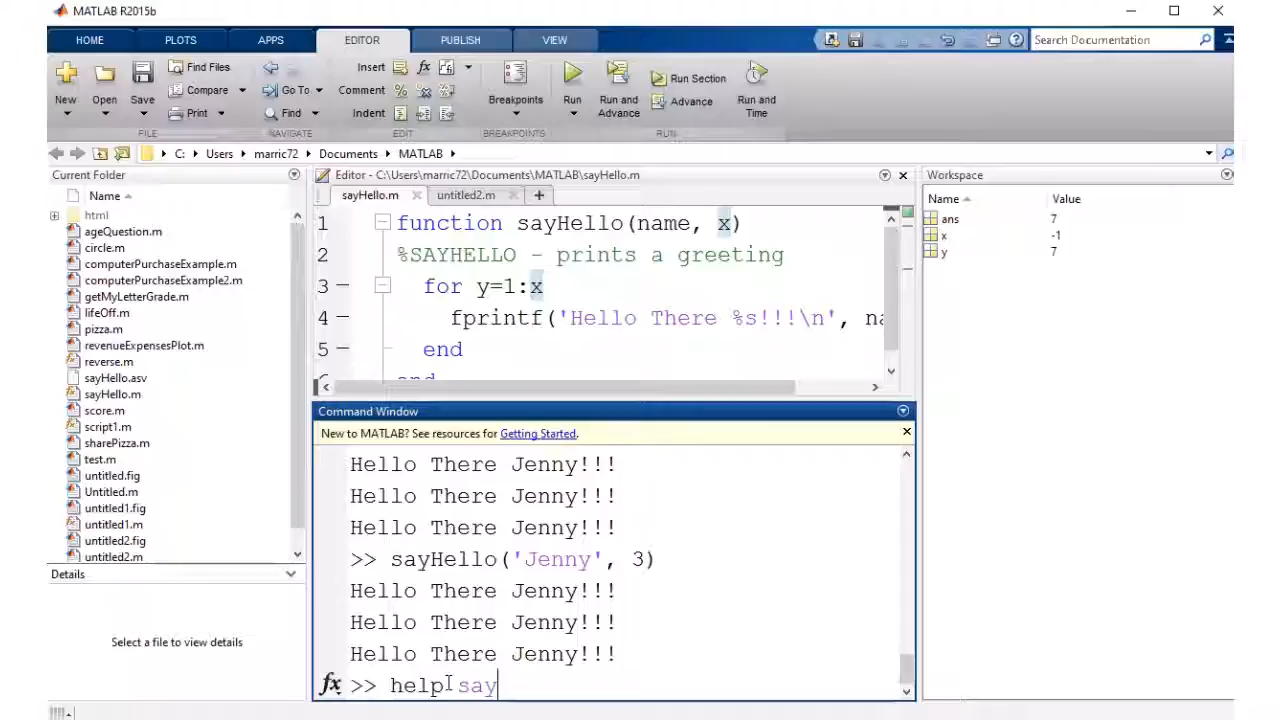 MATLAB R2015b
HOME PLOTS APPS EDITOR PUBLISH VIEW Search Documentation
Find Files Insert fx Run Section
New Open Save Compare Go To Comment Breakpoints Run Run and Advance Advance Run and Time
Print Find Indent
FILE NAVIGATE EDIT BREAKPOINTS RUN
C: Users marric72 Documents MATLAB
Current Folder
Name
html
ageQuestion.m
circle.m
computerPurchaseExample.m
computerPurchaseExample2.m
getMyLetterGrade.m
lifeOff.m
pizza.m
revenueExpensesPlot.m
reverse.m
sayHello.asv
sayHello.m
score.m
script1.m
sharePizza.m
test.m
untitled.fig
Untitled.m
untitled1.fig
untitled1.m
untitled2.fig
untitled2.m
Details
Select a file to view details
Editor - C:\Users\marric72\Documents\MATLAB\sayHello.m
sayHello.m untitled2.m
1 function sayHello(name, x)
2 %SAYHELLO - prints a greeting
3 for y=1:x
4 fprintf('Hello There %s!!!\n', na
5 end
end
Command Window
New to MATLAB? See resources for Getting Started.
Hello There Jenny!!!
Hello There Jenny!!!
Hello There Jenny!!!
>> sayHello('Jenny', 3)
Hello There Jenny!!!
Hello There Jenny!!!
Hello There Jenny!!!
fx >> help say
Workspace
Name Value
ans 7
x -1
y 7